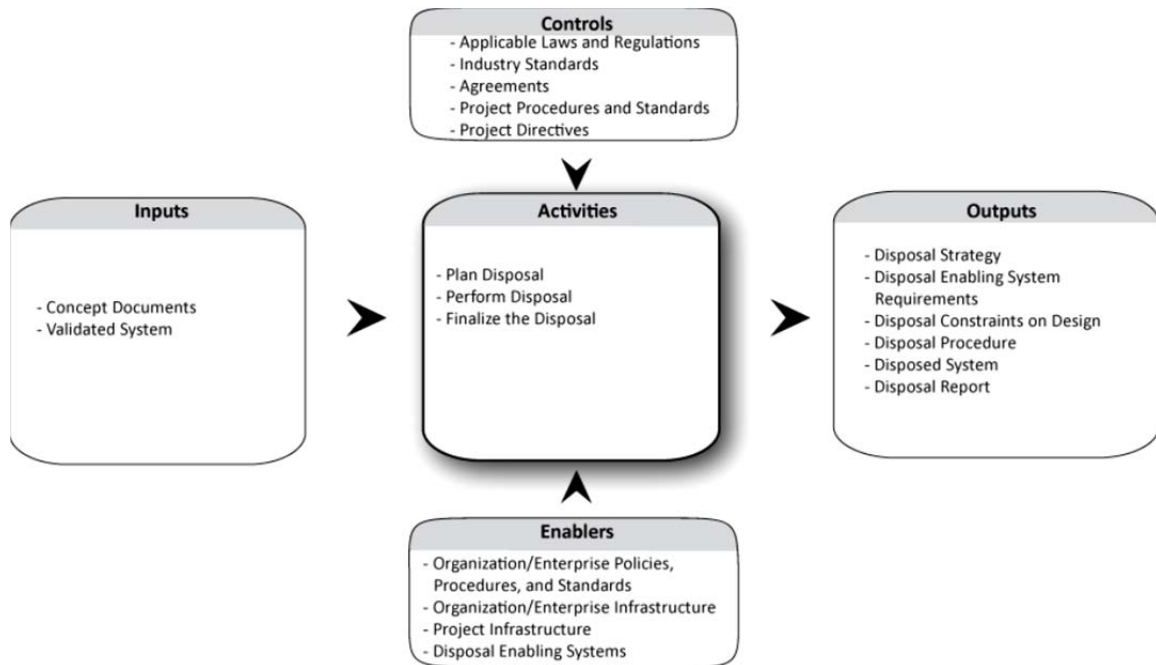 Controls
- Applicable Laws and Regulations
- Industry Standards
- Agreements
- Project Procedures and Standards
- Project Directives
Inputs
- Concept Documents
- Validated System
Activities
- Plan Disposal
- Perform Disposal
- Finalize the Disposal
Outputs
- Disposal Strategy
- Disposal Enabling System
Requirements
- Disposal Constraints on Design
- Disposal Procedure
- Disposed System
- Disposal Report
Enablers
- Organization/Enterprise Policies,
Procedures, and Standards
- Organization/Enterprise Infrastructure
- Project Infrastructure
- Disposal Enabling Systems